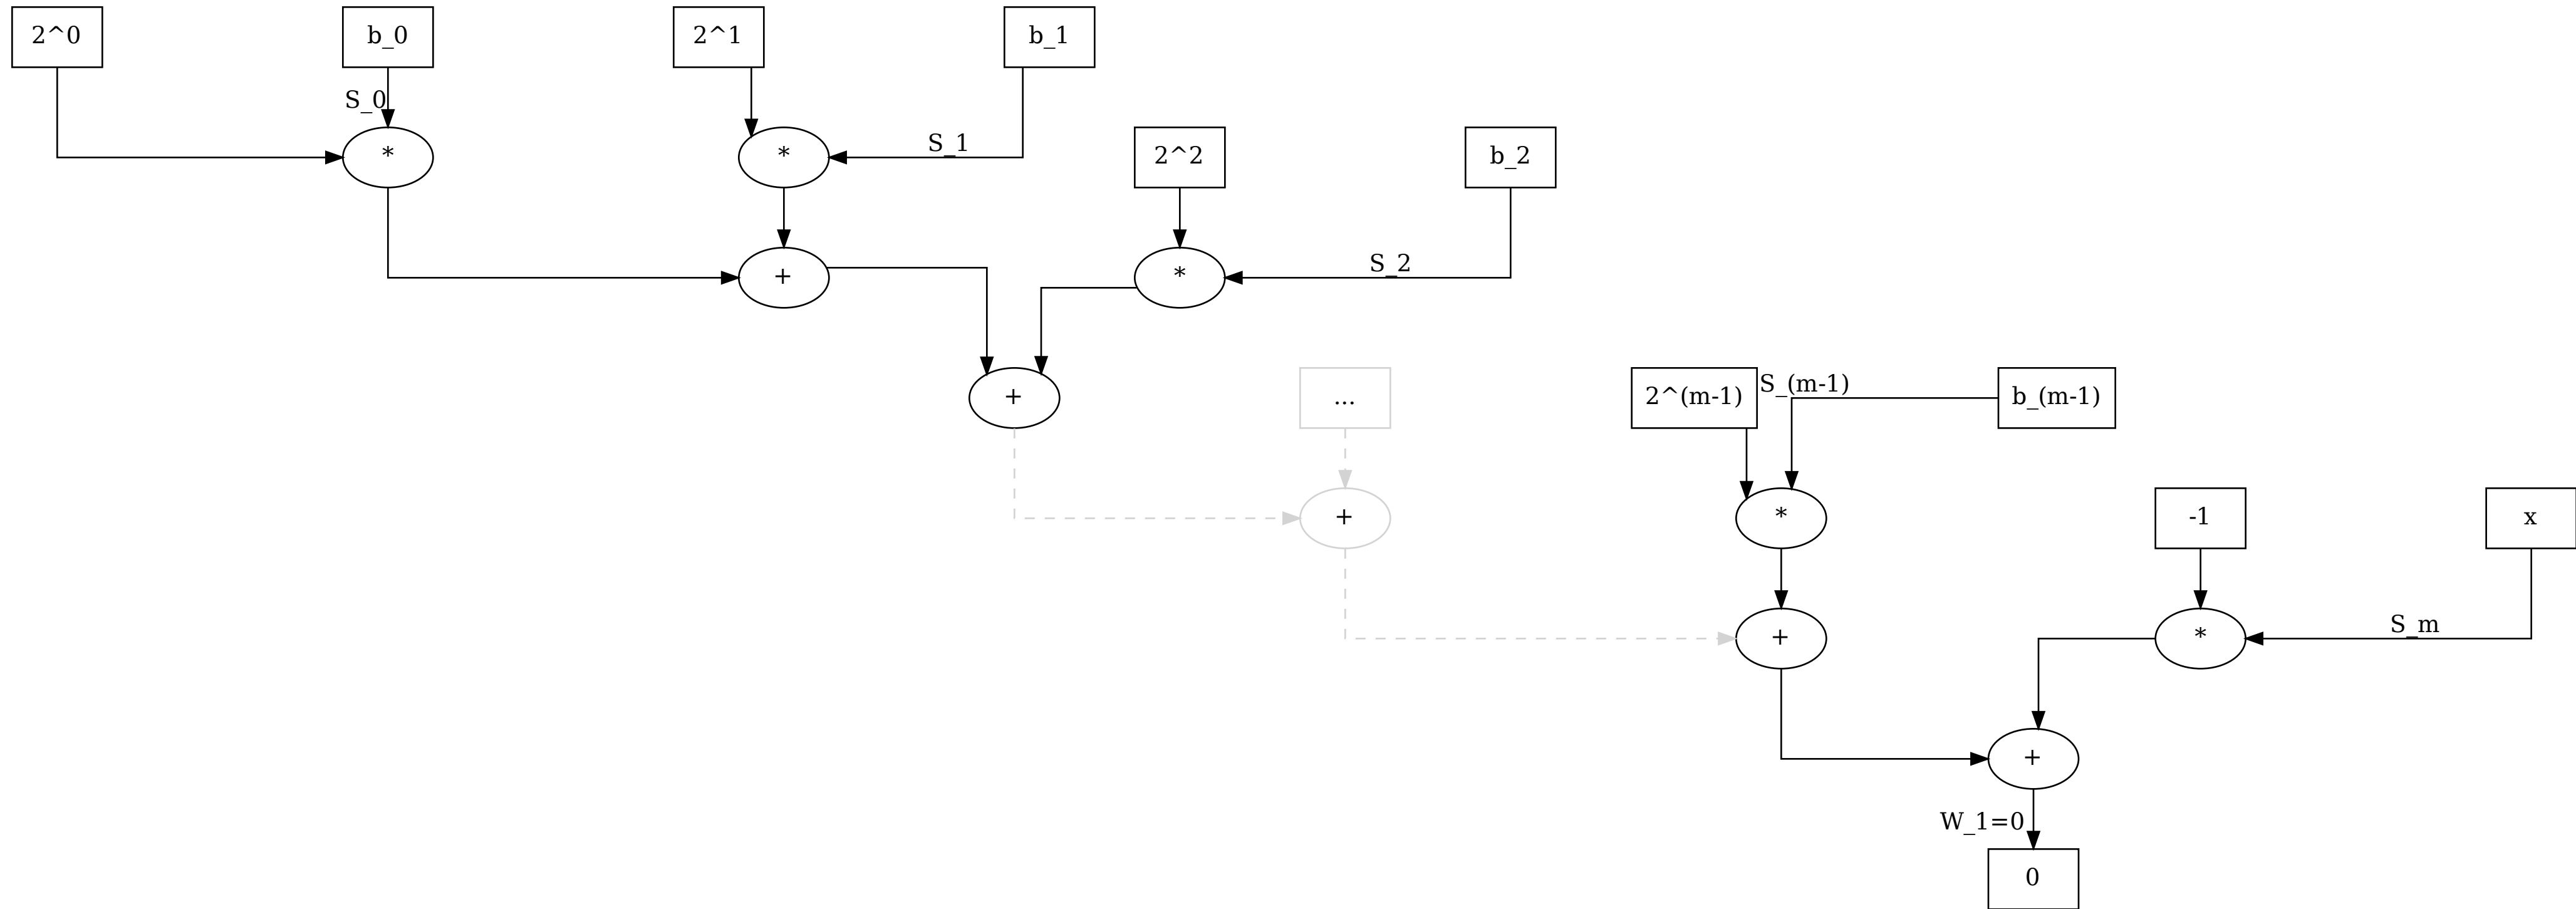 2^0
b_0
2^1
b_1
S_0
*
*
S_1
2^2
b_2
+
*
S_2
+
...
2^(m-1)
S_(m-1)
b_(m-1)
+
*
-1
x
+
*
S_m
+
W_1=0
0